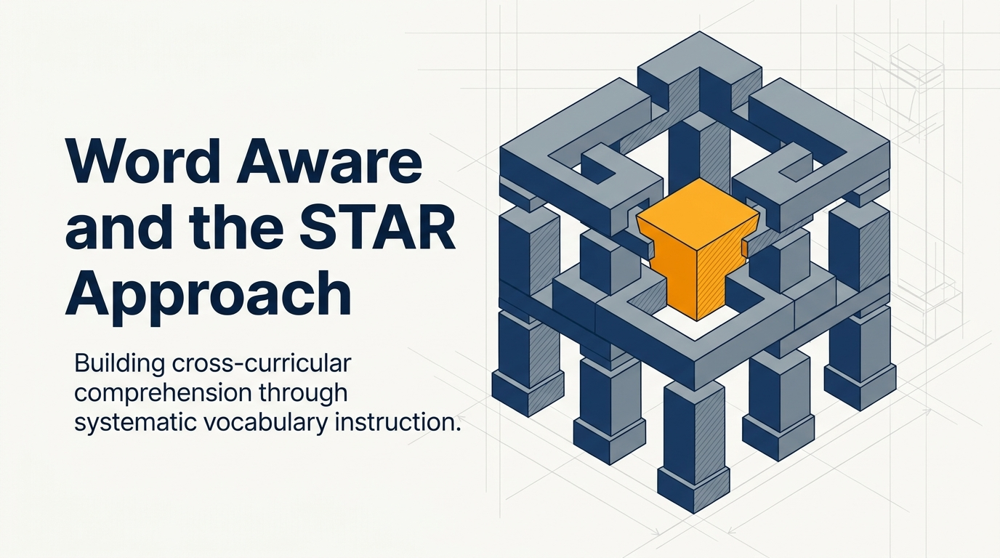 Word Aware
and the STAR
Approach
Building cross-curricular
comprehension through
systematic vocabulary instruction.